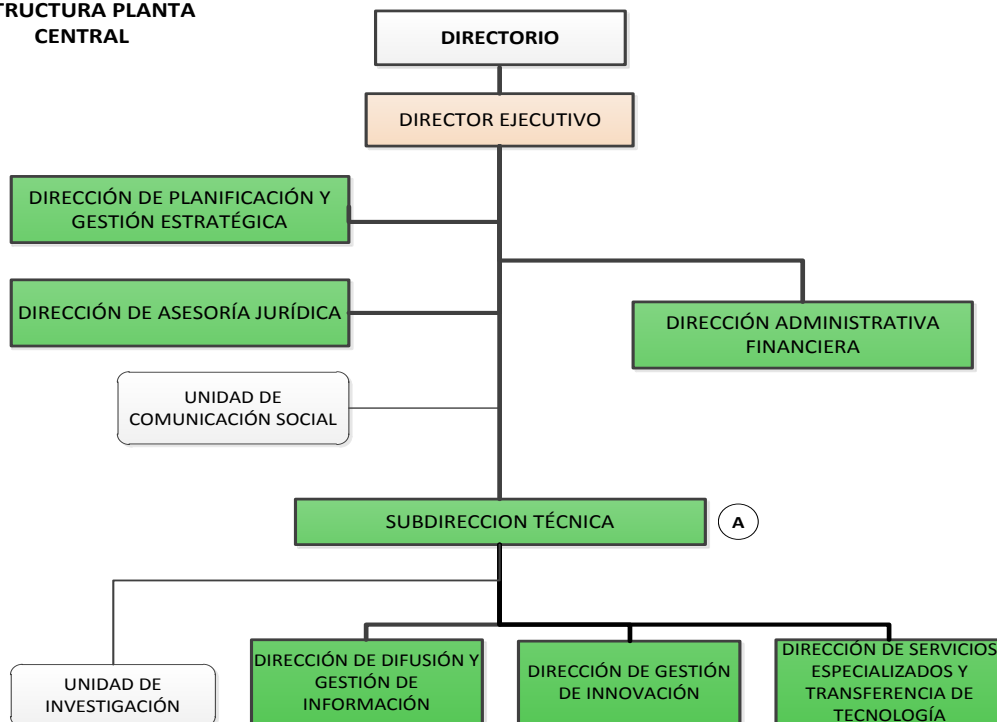 TRUCTURA PLANTA
CENTRAL
DIRECTORIO
DIRECTOR EJECUTIVO
DIRECCIÓN DE PLANIFICACIÓN Y
GESTIÓN ESTRATÉGICA
DIRECCIÓN DE ASESORÍA JURÍDICA
DIRECCIÓN ADMINISTRATIVA
FINANCIERA
UNIDAD DE
COMUNICACIÓN SOCIAL
SUBDIRECCION TÉCNICA
A
UNIDAD DE
INVESTIGACIÓN
DIRECCIÓN DE DIFUSIÓN Y
GESTIÓN DE
INFORMACIÓN
DIRECCIÓN DE GESTIÓN
DE INNOVACIÓN
DIRECCIÓN DE SERVICIOS
ESPECIALIZADOS Y
TRANSFERENCIA DE
TECNOLOGÍA